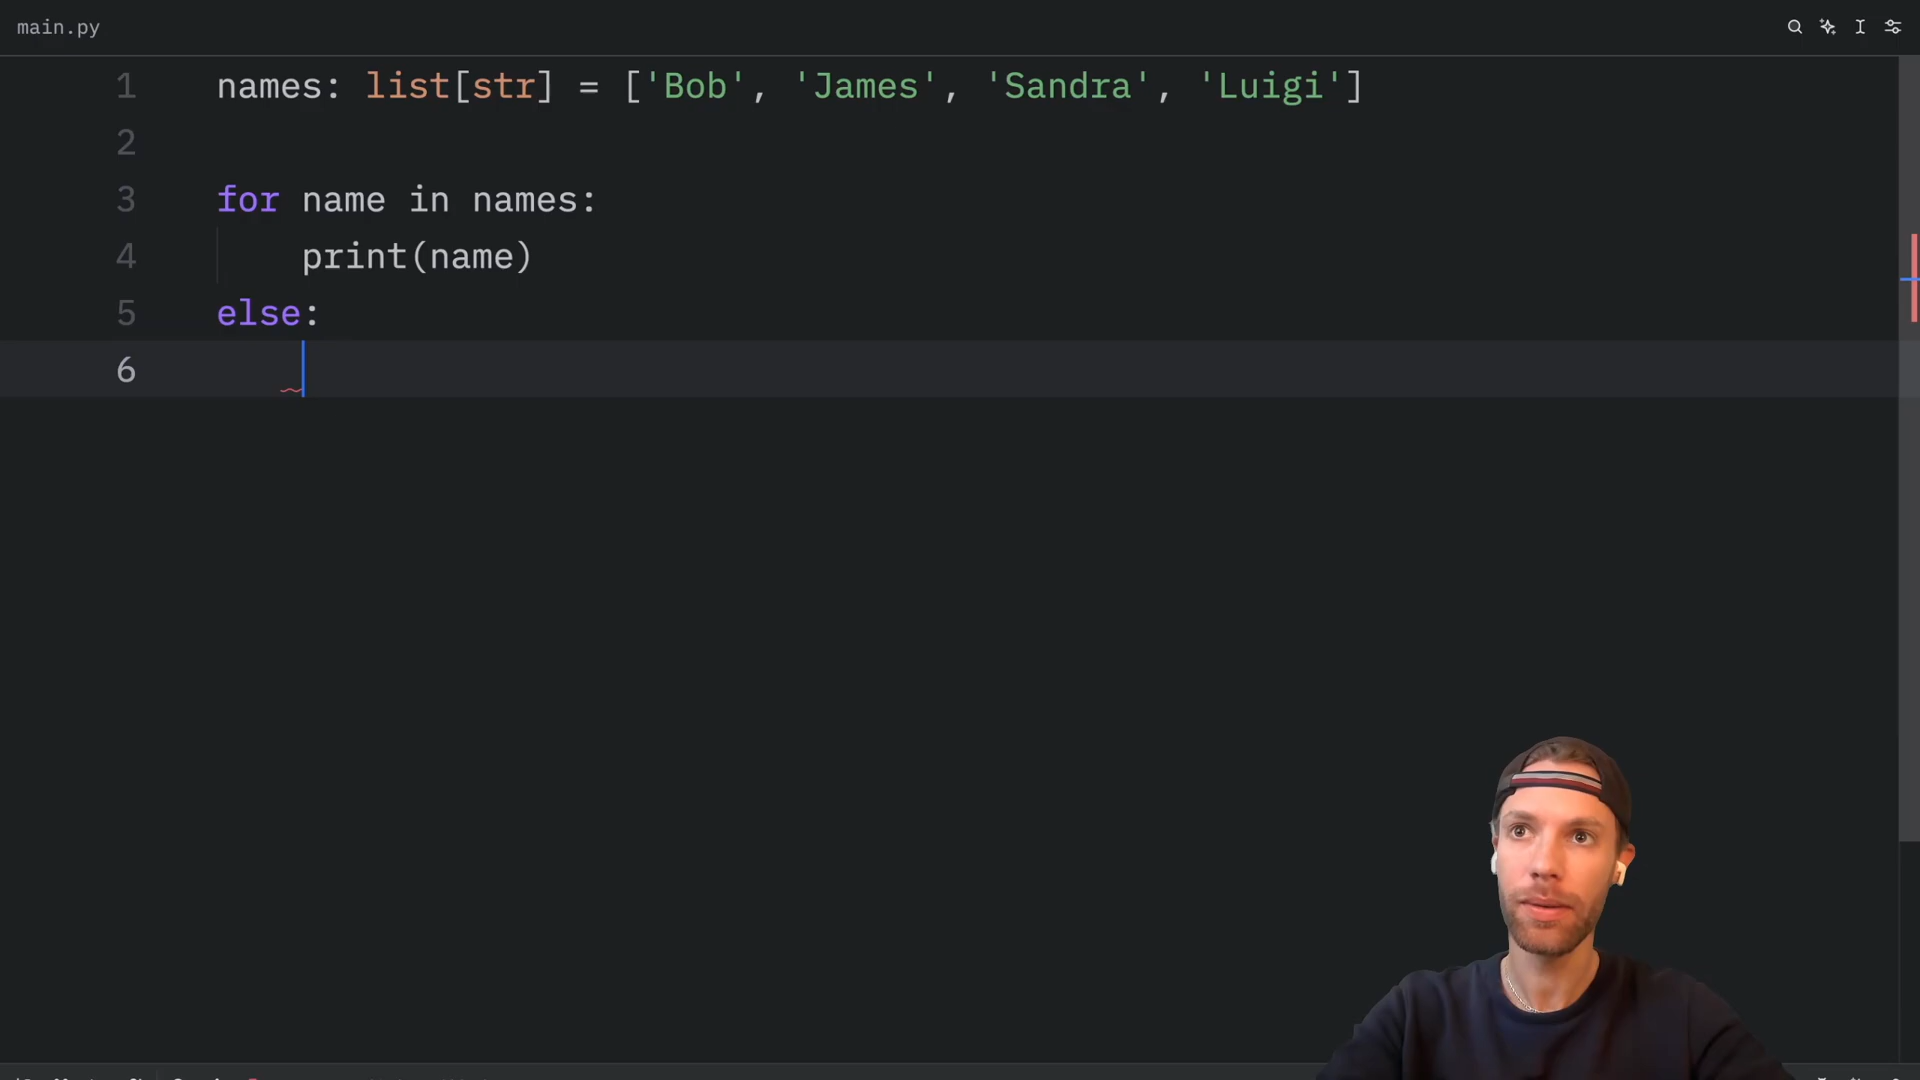 main.py
1 names: list[str] = ['Bob', 'James', 'Sandra', 'Luigi']
2
3 for name in names:
4     print(name)
5 else:
6